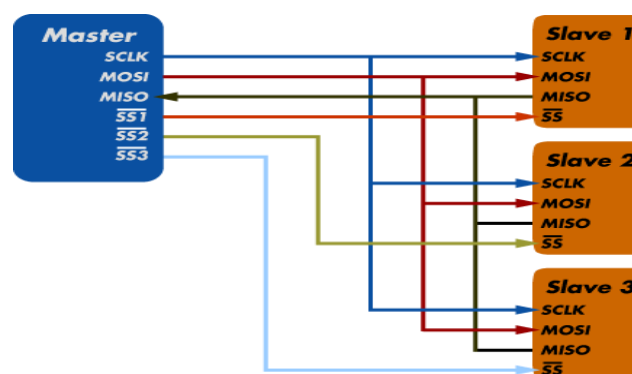 Master
SCLK
MOSI
MISO
SS1
SS2
SS3
Slave 1
SCLK
MOSI
MISO
SS
Slave 2
SCLK
MOSI
MISO
SS
Slave 3
SCLK
MOSI
MISO
SS